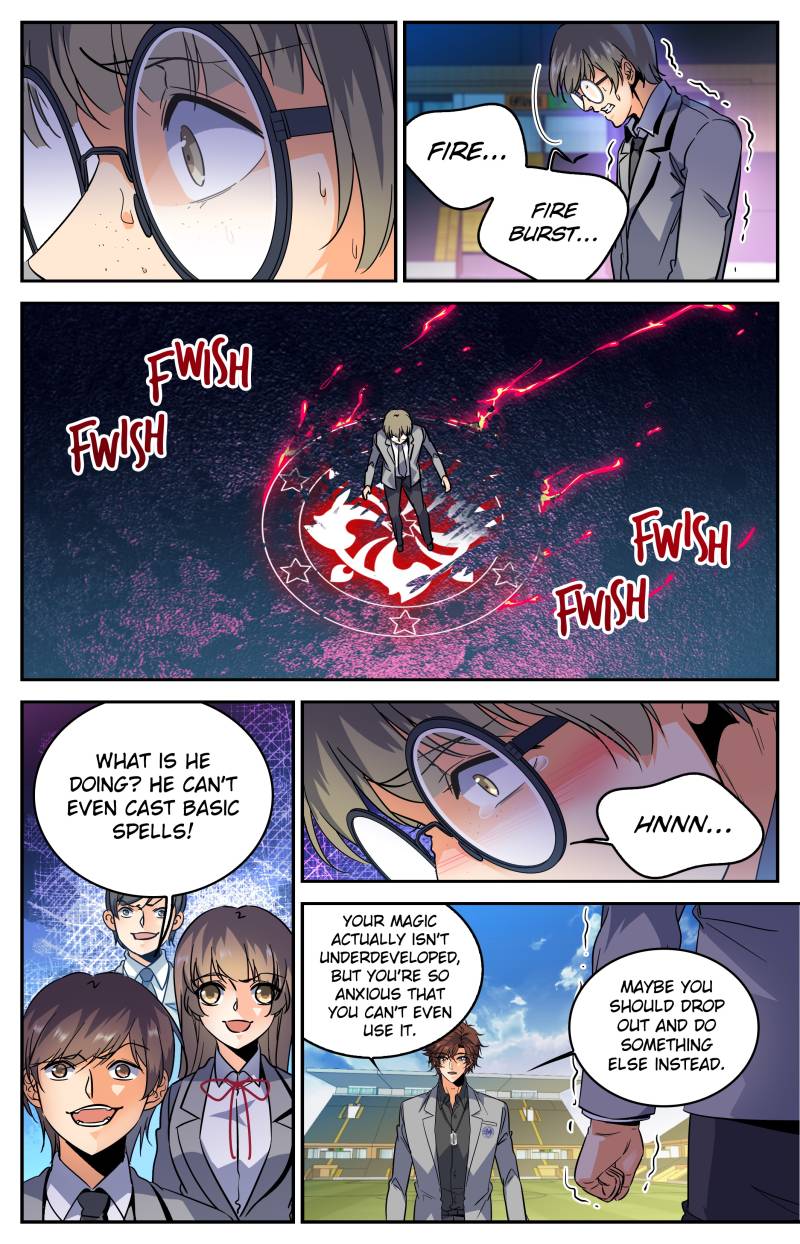 FIRE...
FIRE
BURST...
FWISH
FWISH
FWISH
FWISH
WHAT IS HE
DOING? HE CAN'T
EVEN CAST BASIC
SPELLS!
HNNN...
YOUR MAGIC
ACTUALLY ISN'T
UNDERDEVELOPED,
BUT YOU'RE SO
ANXIOUS THAT
YOU CAN'T EVEN
USE IT.
MAYBE YOU
SHOULD DROP
OUT AND DO
SOMETHING
ELSE INSTEAD.